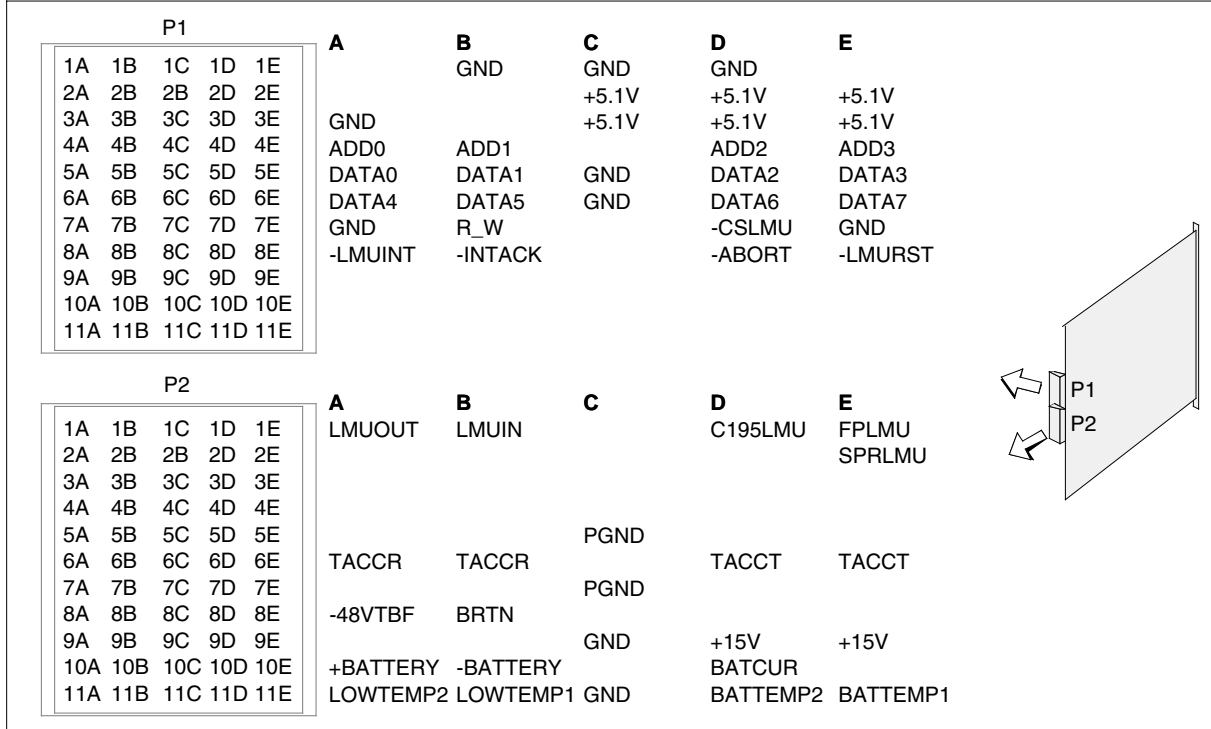 P1
A B C D E
1A 1B 1C 1D 1E GND GND GND
2A 2B 2B 2D 2E +5.1V +5.1V +5.1V
3A 3B 3C 3D 3E GND +5.1V +5.1V +5.1V
4A 4B 4C 4D 4E ADD0 ADD1 ADD2 ADD3
5A 5B 5C 5D 5E DATA0 DATA1 GND DATA2 DATA3
6A 6B 6C 6D 6E DATA4 DATA5 GND DATA6 DATA7
7A 7B 7C 7D 7E GND R_W -CSLMU GND
8A 8B 8C 8D 8E -LMUINT -INTACK -ABORT -LMURST
9A 9B 9C 9D 9E
10A 10B 10C 10D 10E
11A 11B 11C 11D 11E
P2
A B C D E
1A 1B 1C 1D 1E LMUOUT LMUIN C195LMU FPLMU
2A 2B 2B 2D 2E SPRLMU
3A 3B 3C 3D 3E
4A 4B 4C 4D 4E
5A 5B 5C 5D 5E PGND
6A 6B 6C 6D 6E TACCR TACCR TACCT TACCT
7A 7B 7C 7D 7E PGND
8A 8B 8C 8D 8E -48VTBF BRTN
9A 9B 9C 9D 9E GND +15V +15V
10A 10B 10C 10D 10E +BATTERY -BATTERY BATCUR
11A 11B 11C 11D 11E LOWTEMP2 LOWTEMP1 GND BATTEMP2 BATTEMP1
P1
P2